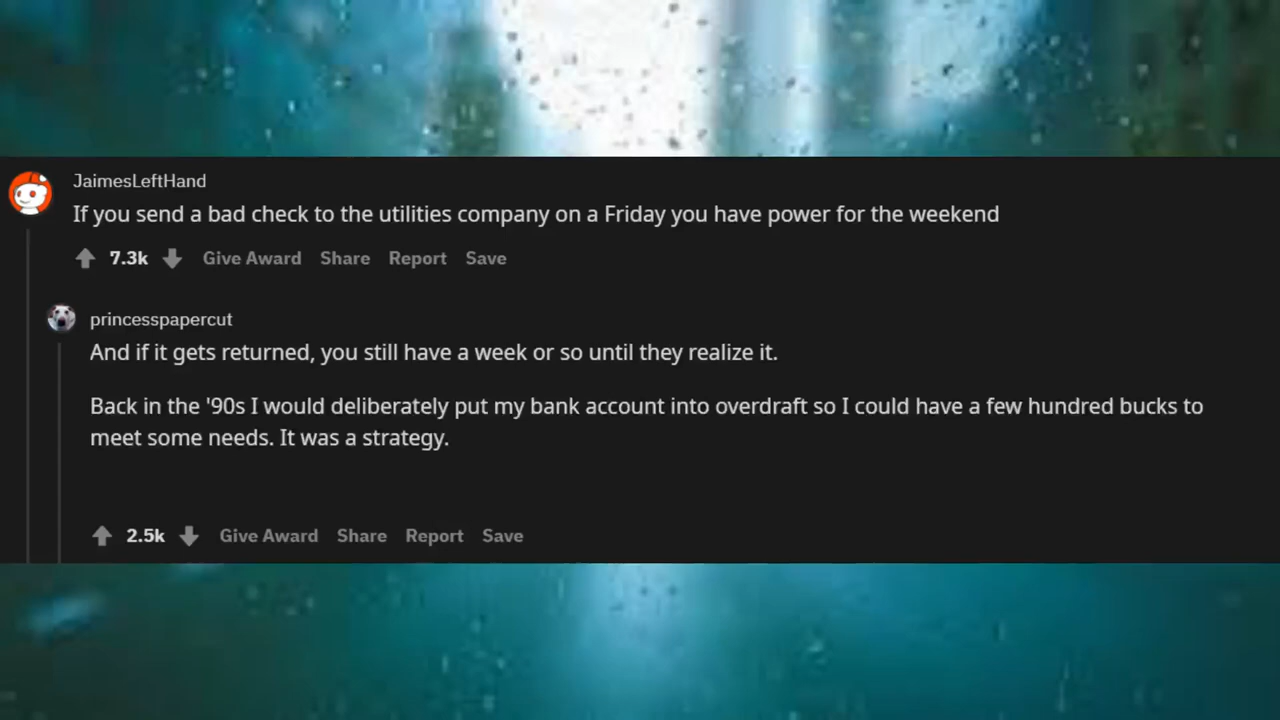 JaimesLeftHand
If you send a bad check to the utilities company on a Friday you have power for the weekend
7.3k Give Award Share Report Save
princesspapercut
And if it gets returned, you still have a week or so until they realize it.
Back in the '90s I would deliberately put my bank account into overdraft so I could have a few hundred bucks to
meet some needs. It was a strategy.
2.5k Give Award Share Report Save